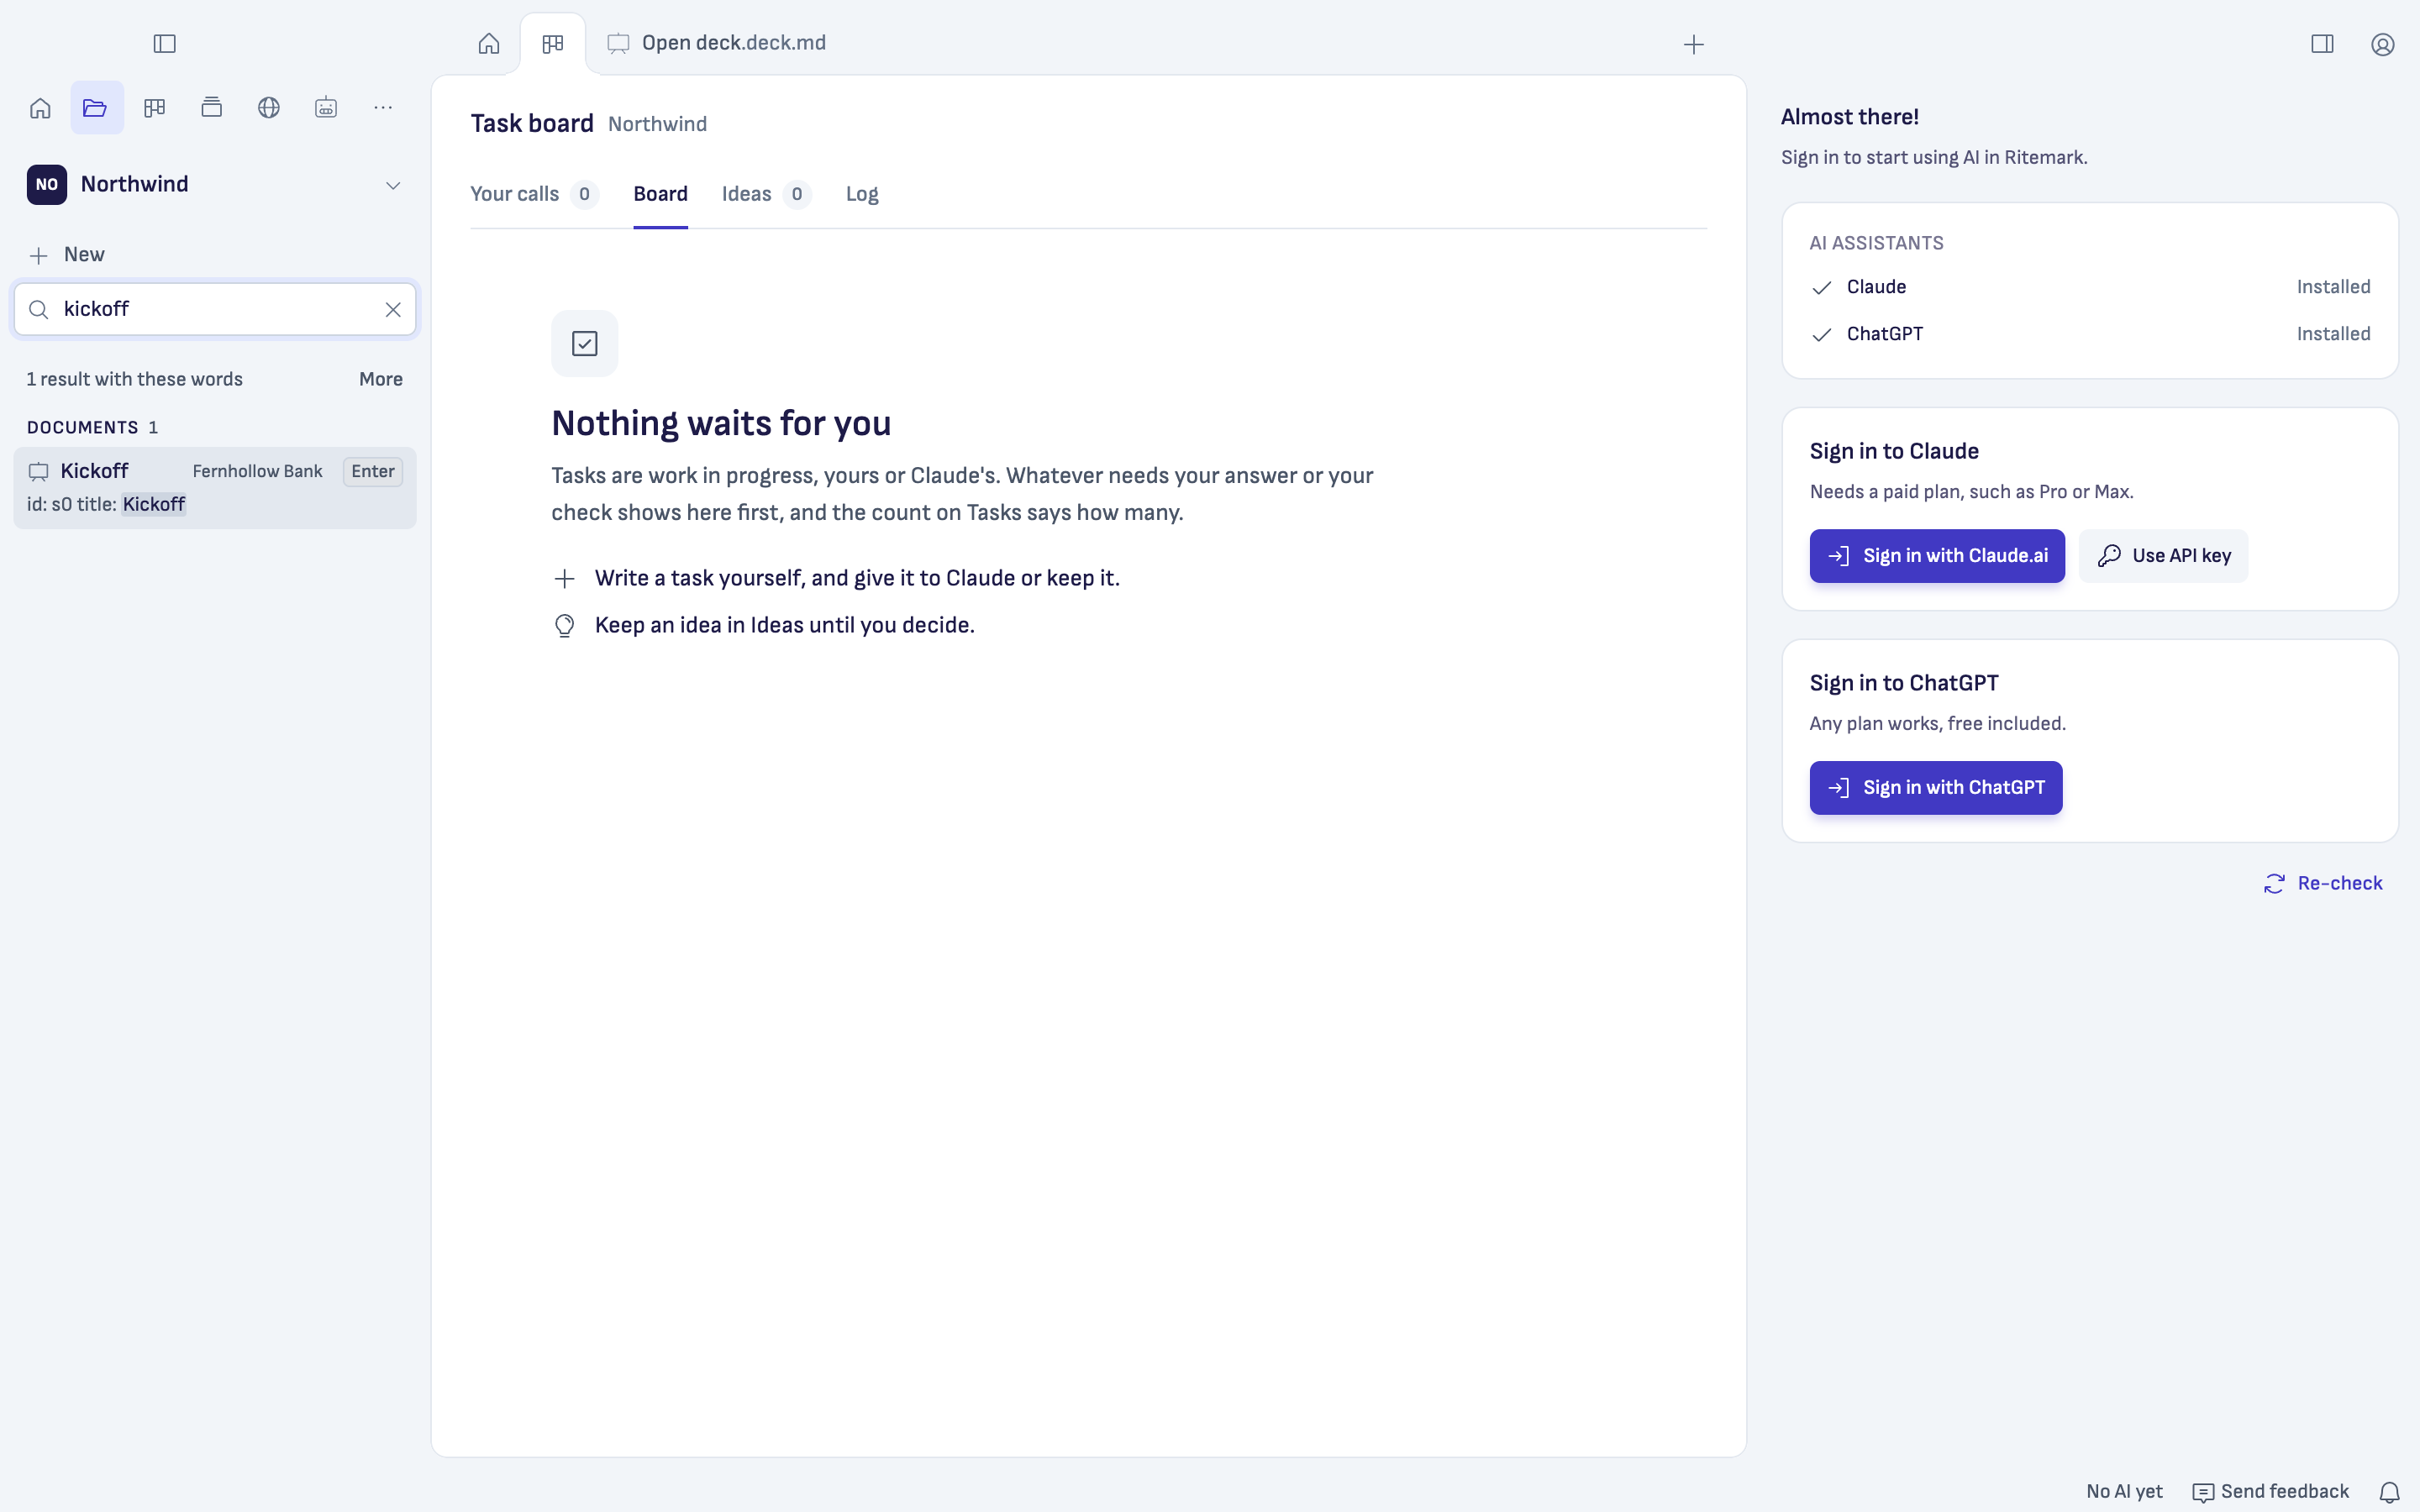 Open deck.deck.md
NO Northwind
New
kickoff
1 result with these words More
DOCUMENTS 1
Kickoff Fernhollow Bank Enter
id: s0 title: Kickoff
Task board Northwind
Your calls 0 Board Ideas 0 Log
Nothing waits for you
Tasks are work in progress, yours or Claude's. Whatever needs your answer or your
check shows here first, and the count on Tasks says how many.
Write a task yourself, and give it to Claude or keep it.
Keep an idea in Ideas until you decide.
Almost there!
Sign in to start using AI in Ritemark.
AI ASSISTANTS
Claude Installed
ChatGPT Installed
Sign in to Claude
Needs a paid plan, such as Pro or Max.
Sign in with Claude.ai Use API key
Sign in to ChatGPT
Any plan works, free included.
Sign in with ChatGPT
Re-check
No AI yet Send feedback